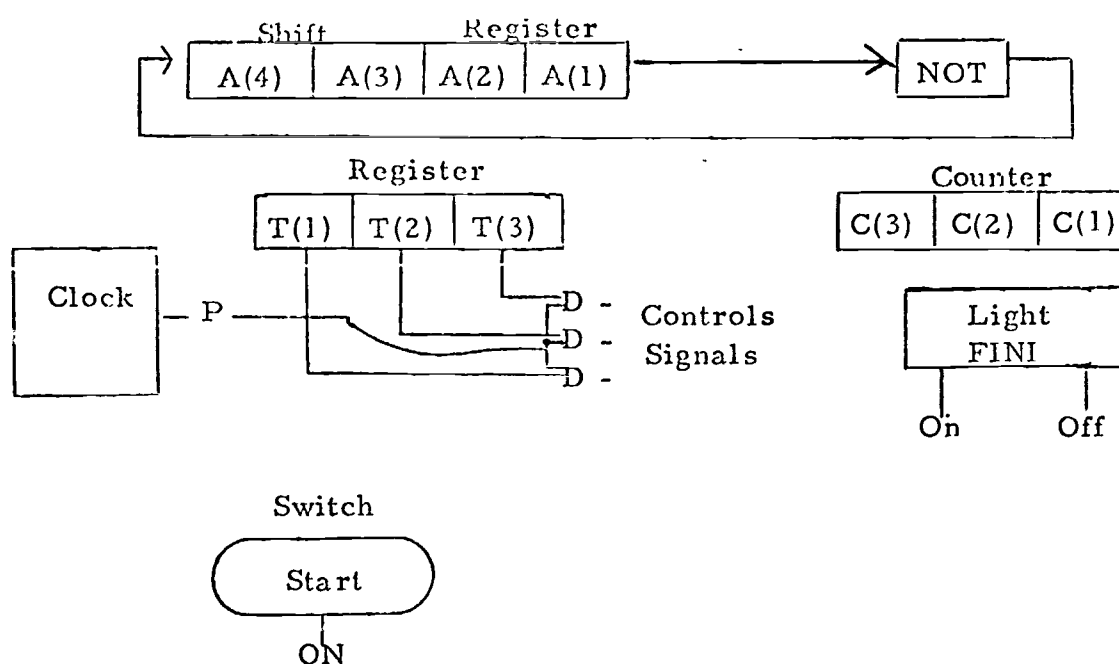 Shift Register
A(4) A(3) A(2) A(1) NOT
Register
Counter
T(1) T(2) T(3)
C(3) C(2) C(1)
Clock
P
D -
D -
D -
Controls
Signals
Light
FINI
On Off
Switch
Start
ON